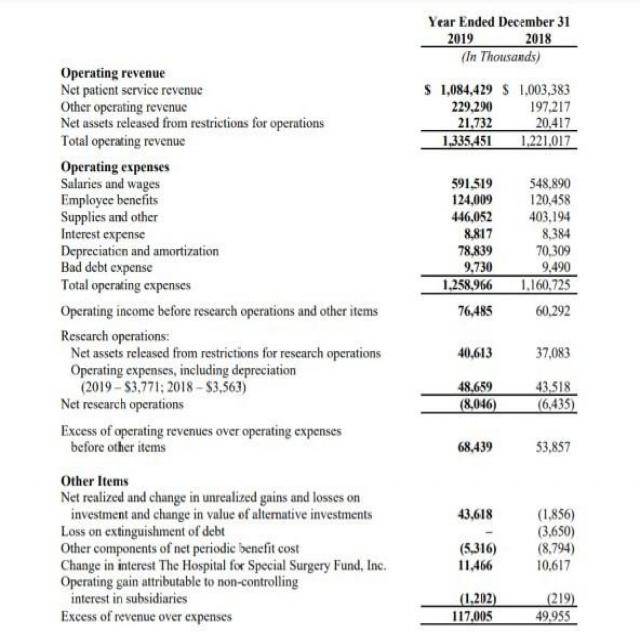 Year Ended December 31
2019 2018
(In Thousands)
Operating revenue
Net patient service revenue $ 1,084,429 $ 1,003,383
Other operating revenue 229,290 197,217
Net assets released from restrictions for operations 21,732 20,417
Total operating revenue 1,335,451 1,221,017
Operating expenses
Salaries and wages 591,519 548,890
Employee benefits 124,009 120,458
Supplies and other 446,052 403,194
Interest expense 8,817 8,384
Depreciation and amortization 78,839 70,309
Bad debt expense 9,730 9,490
Total operating expenses 1,258,966 1,160,725
Operating income before research operations and other items 76,485 60,292
Research operations:
Net assets released from restrictions for research operations 40,613 37,083
Operating expenses, including depreciation
(2019 – $3,771; 2018 – $3,563) 48,659 43,518
Net research operations (8,046) (6,435)
Excess of operating revenues over operating expenses
before other items 68,439 53,857
Other Items
Net realized and change in unrealized gains and losses on
investment and change in value of alternative investments 43,618 (1,856)
Loss on extinguishment of debt – (3,650)
Other components of net periodic benefit cost (5,316) (8,794)
Change in interest The Hospital for Special Surgery Fund, Inc. 11,466 10,617
Operating gain attributable to non-controlling
interest in subsidiaries (1,202) (219)
Excess of revenue over expenses 117,005 49,955